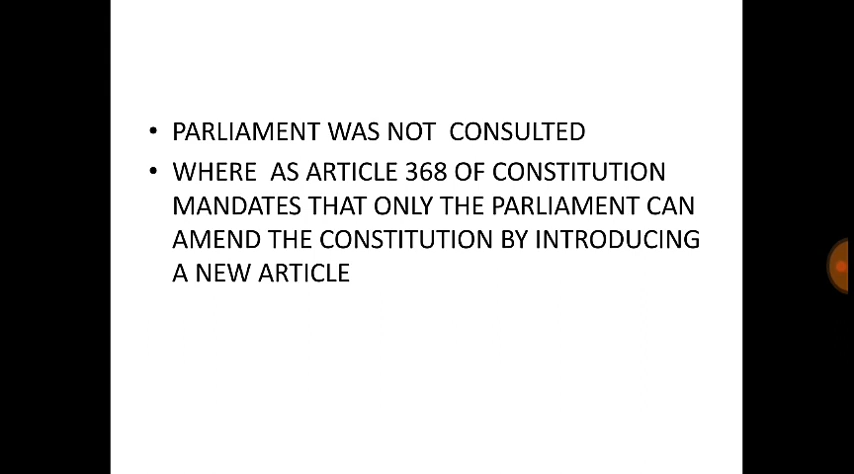 • PARLIAMENT WAS NOT  CONSULTED
• WHERE  AS ARTICLE 368 OF CONSTITUTION
MANDATES THAT ONLY THE PARLIAMENT CAN
AMEND THE CONSTITUTION BY INTRODUCING
A NEW ARTICLE